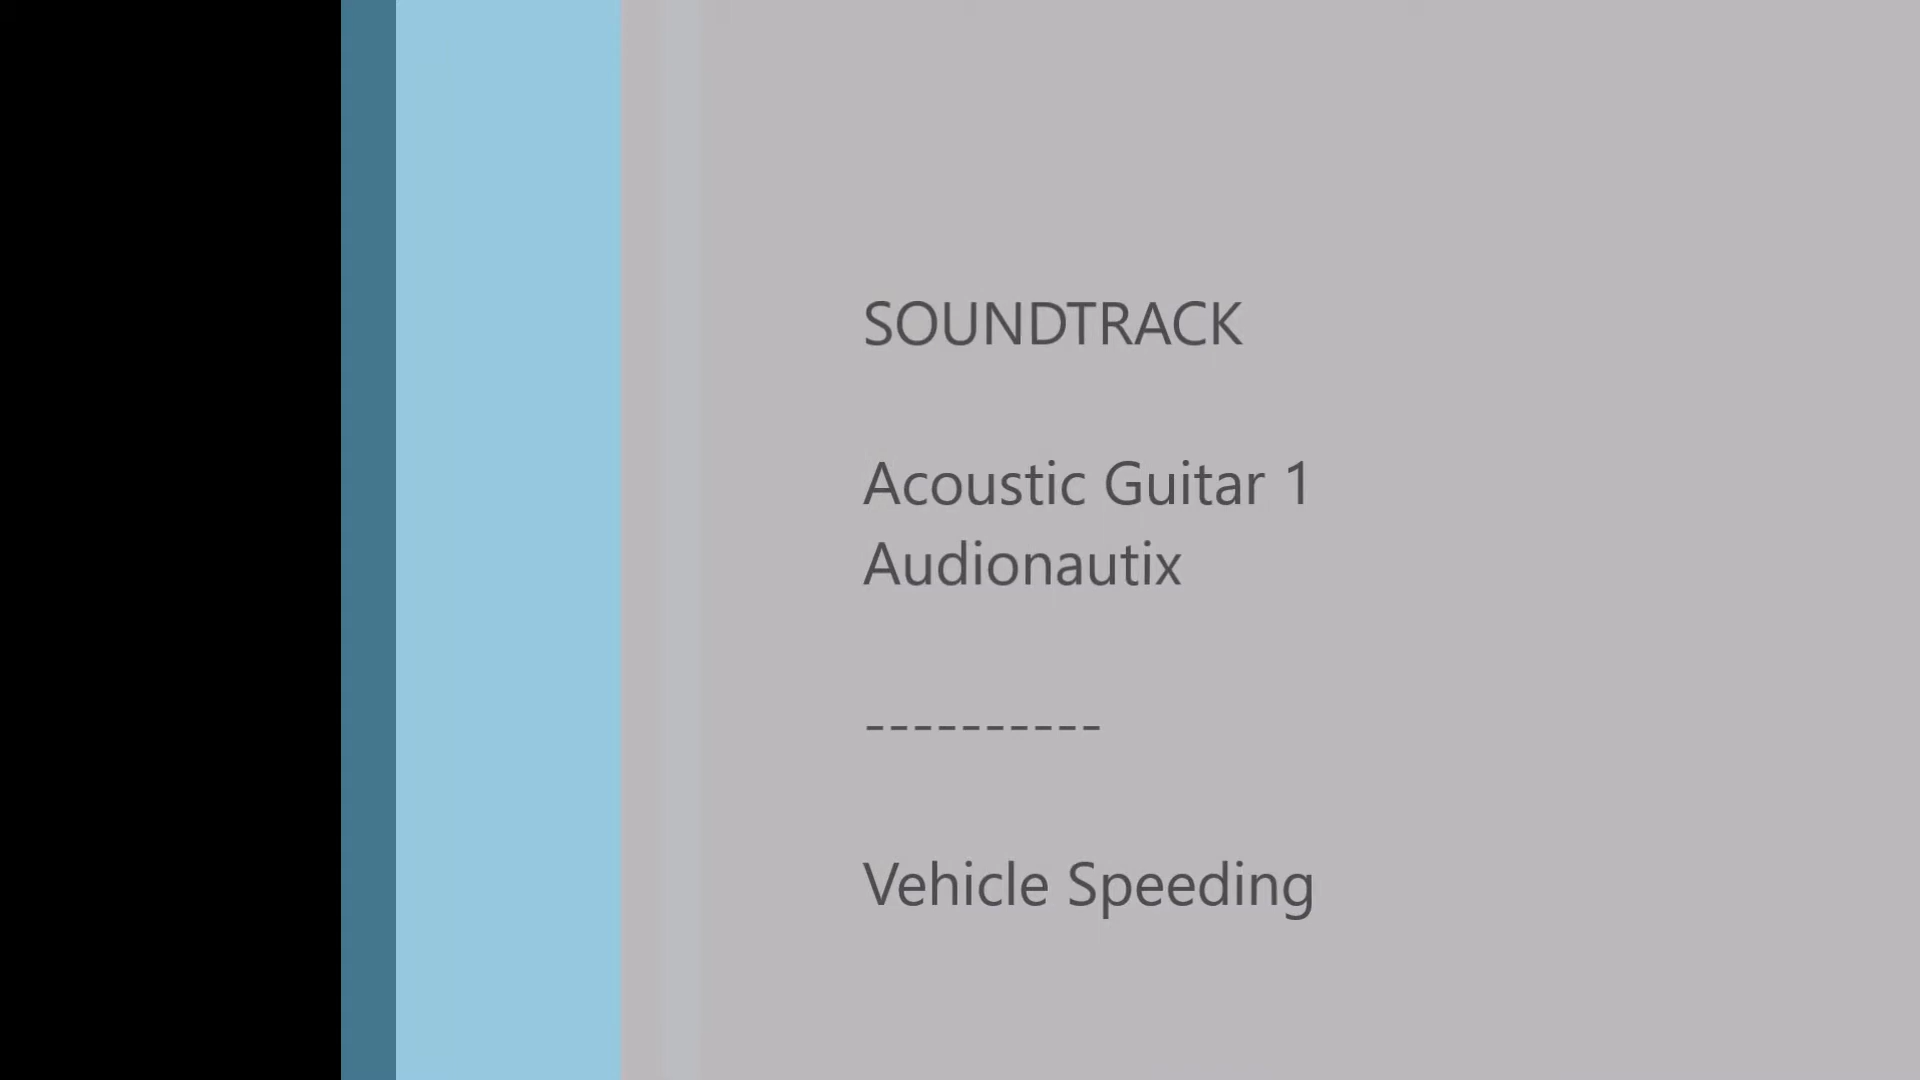 SOUNDTRACK
Acoustic Guitar 1
Audionautix
----------
Vehicle Speeding